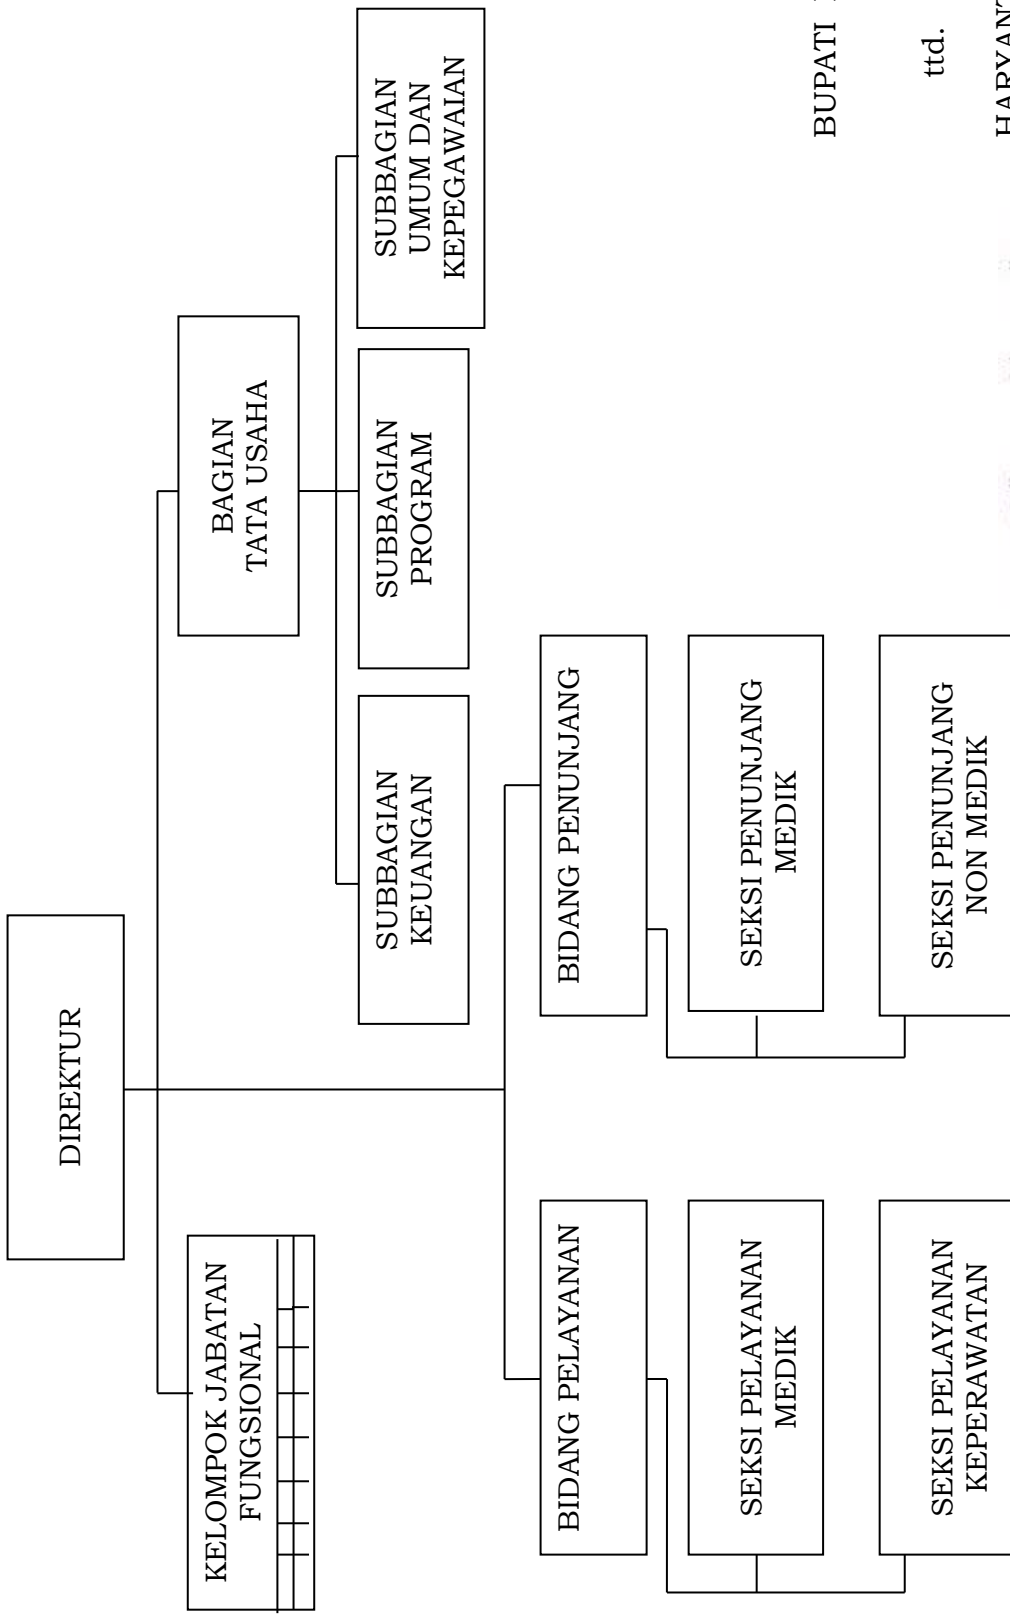 DIREKTUR
KELOMPOK JABATAN
FUNGSIONAL
BAGIAN
TATA USAHA
SUBBAGIAN
KEUANGAN
SUBBAGIAN
PROGRAM
SUBBAGIAN
UMUM DAN
KEPEGAWAIAN
BIDANG PELAYANAN
BIDANG PENUNJANG
SEKSI PELAYANAN
MEDIK
SEKSI PENUNJANG
MEDIK
SEKSI PELAYANAN
KEPERAWATAN
SEKSI PENUNJANG
NON MEDIK
BUPATI
ttd.